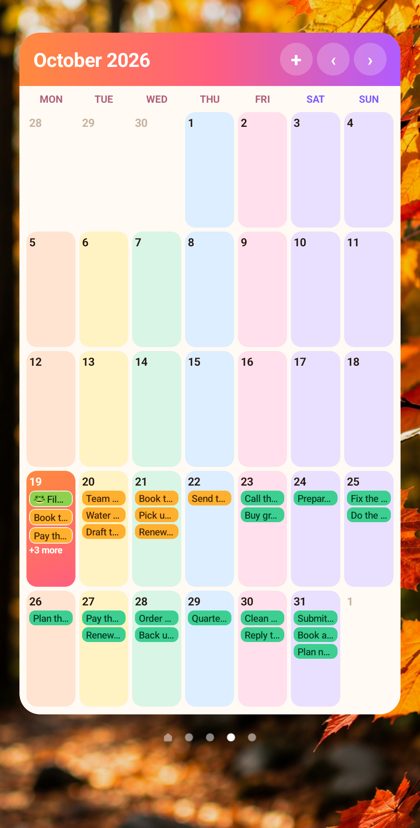 October 2026
+ ‹ ›
MON TUE WED THU FRI SAT SUN
28 29 30 1 2 3 4
5 6 7 8 9 10 11
12 13 14 15 16 17 18
19 20 21 22 23 24 25
Fil... Team ... Book t... Send t... Call th... Prepar... Fix the ...
Book t... Water ... Pick u... Buy gr... Do the ...
Pay th... Draft t... Renew...
+3 more
26 27 28 29 30 31 1
Plan th... Pay th... Order ... Quarte... Clean ... Submit...
Renew... Back u... Reply t... Book a...
Plan n...